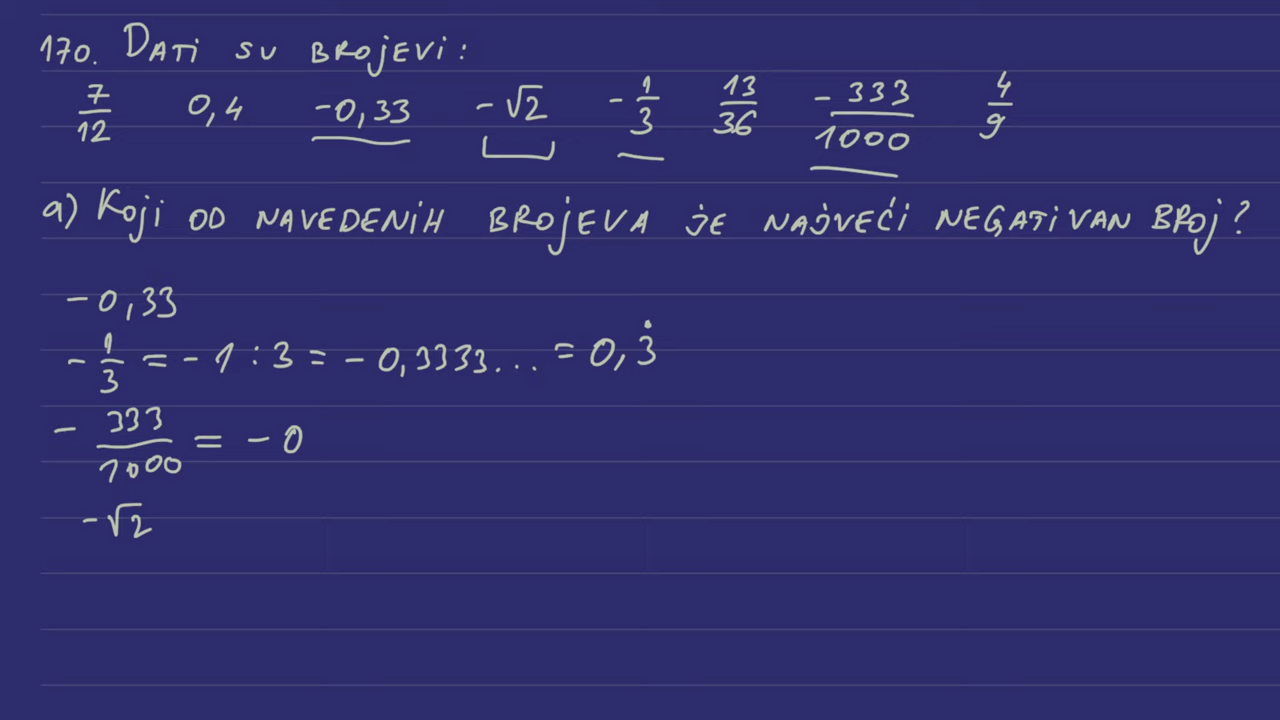 170. DATI SU BROJEVI:
7/12 0,4 -0,33 -√2 -1/3 13/36 -333/1000 4/9
a) KOJI OD NAVEDENIH BROJEVA JE NAJVEĆI NEGATIVAN BROJ?
-0,33
-1/3 = -1:3 = -0,3333... = 0,3̇
-333/1000 = -0
-√2